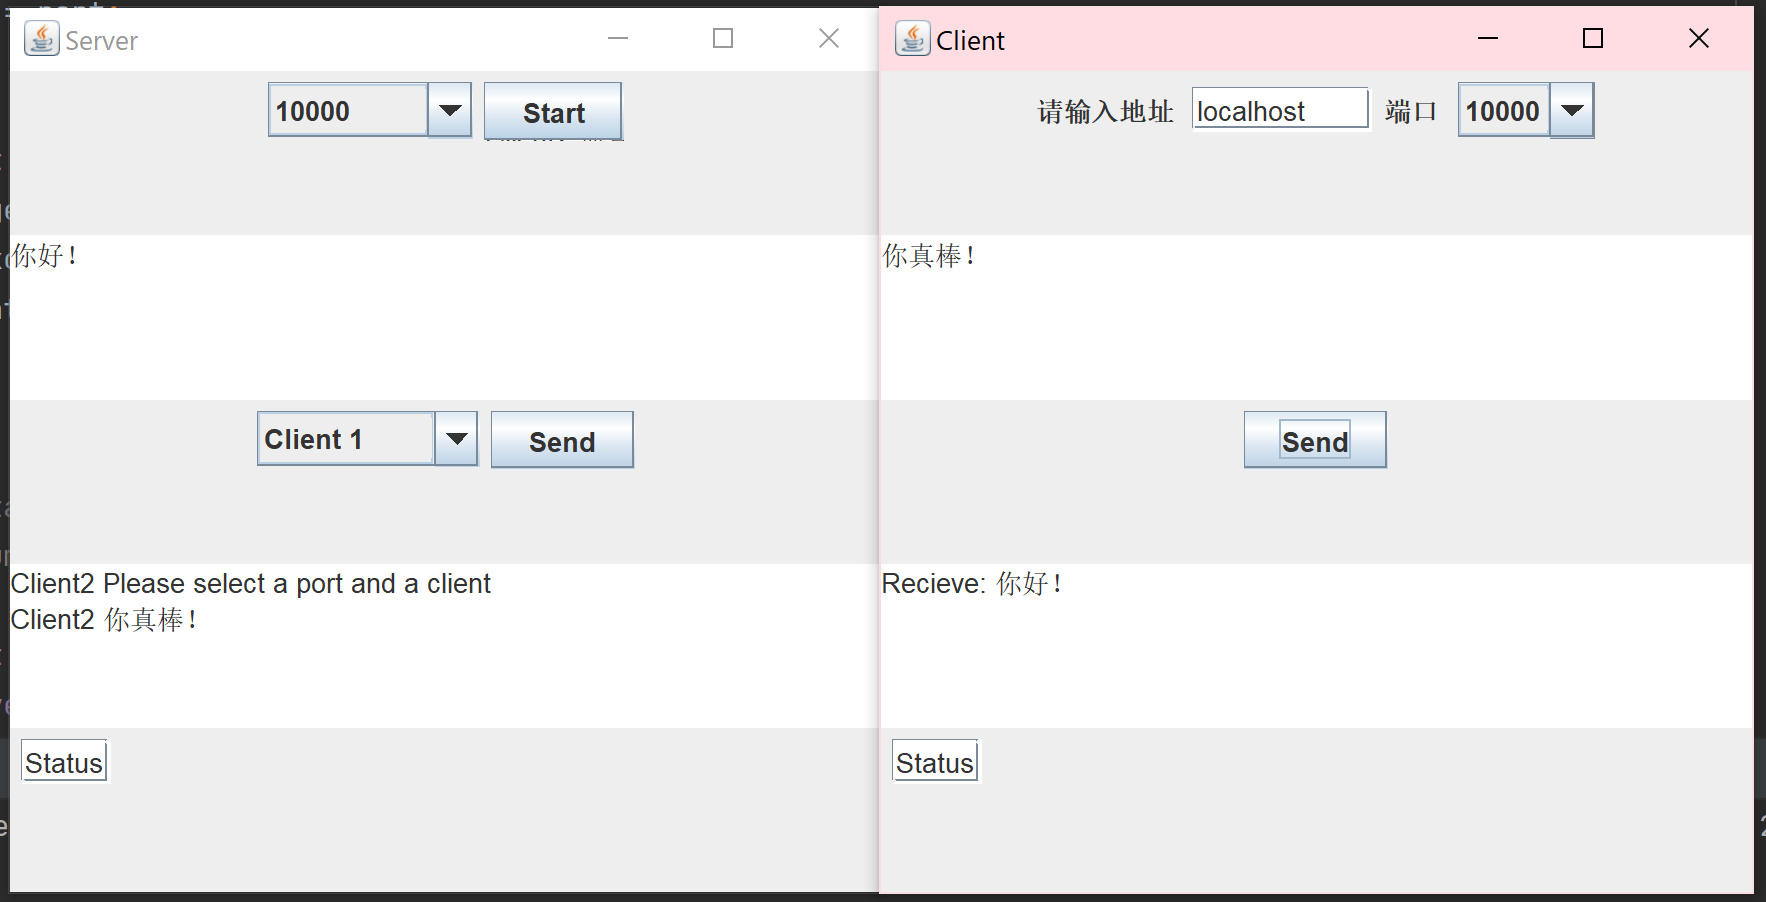 Server
10000
Start
你好！
Client 1
Send
Client2 Please select a port and a client
Client2 你真棒！
Status
Client
请输入地址 localhost 端口 10000
你真棒！
Send
Recieve: 你好！
Status